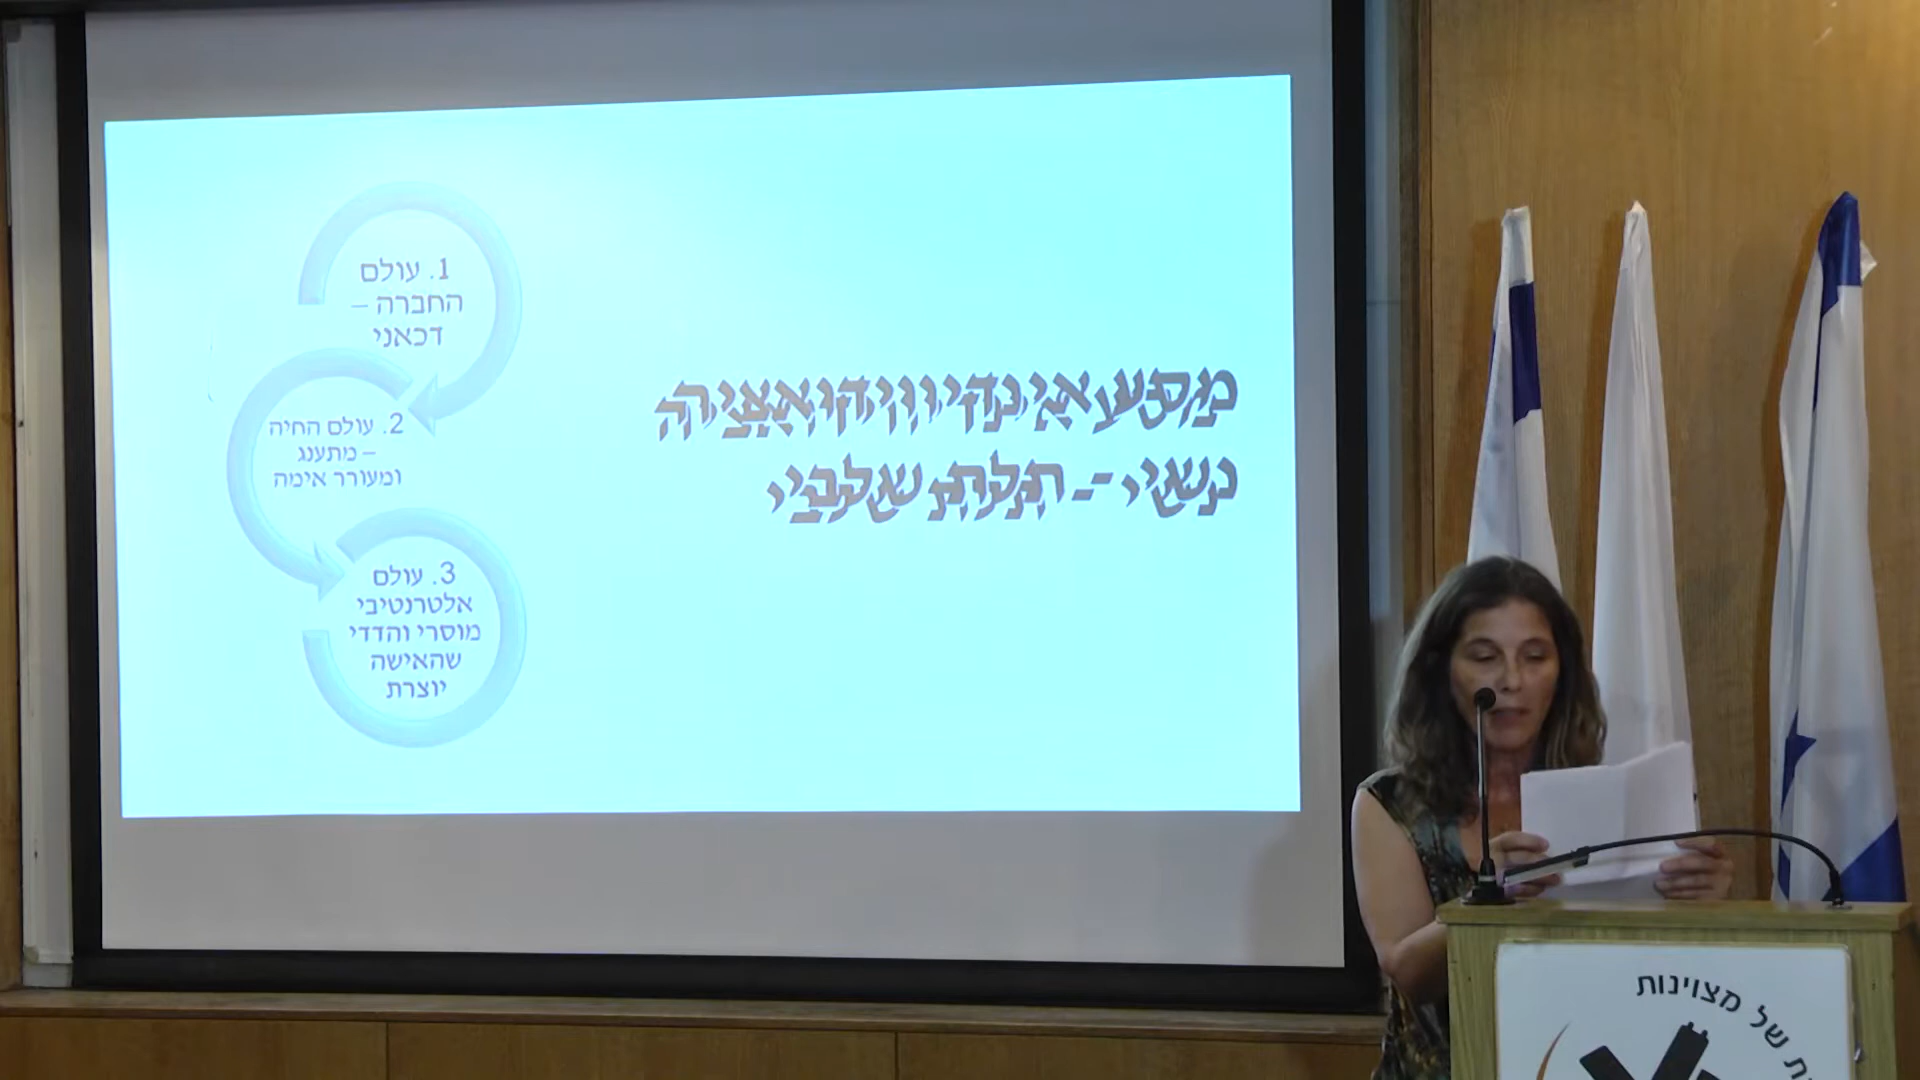 מסע אינדיווידואציה
נשי - תלת שלבי
1. עולם
החברה –
דכאני
2. עולם החיה
– מתענג
ומעורר אימה
3. עולם
אלטרנטיבי
מוסרי והדדי
שהאישה
יוצרת
של מצוינות